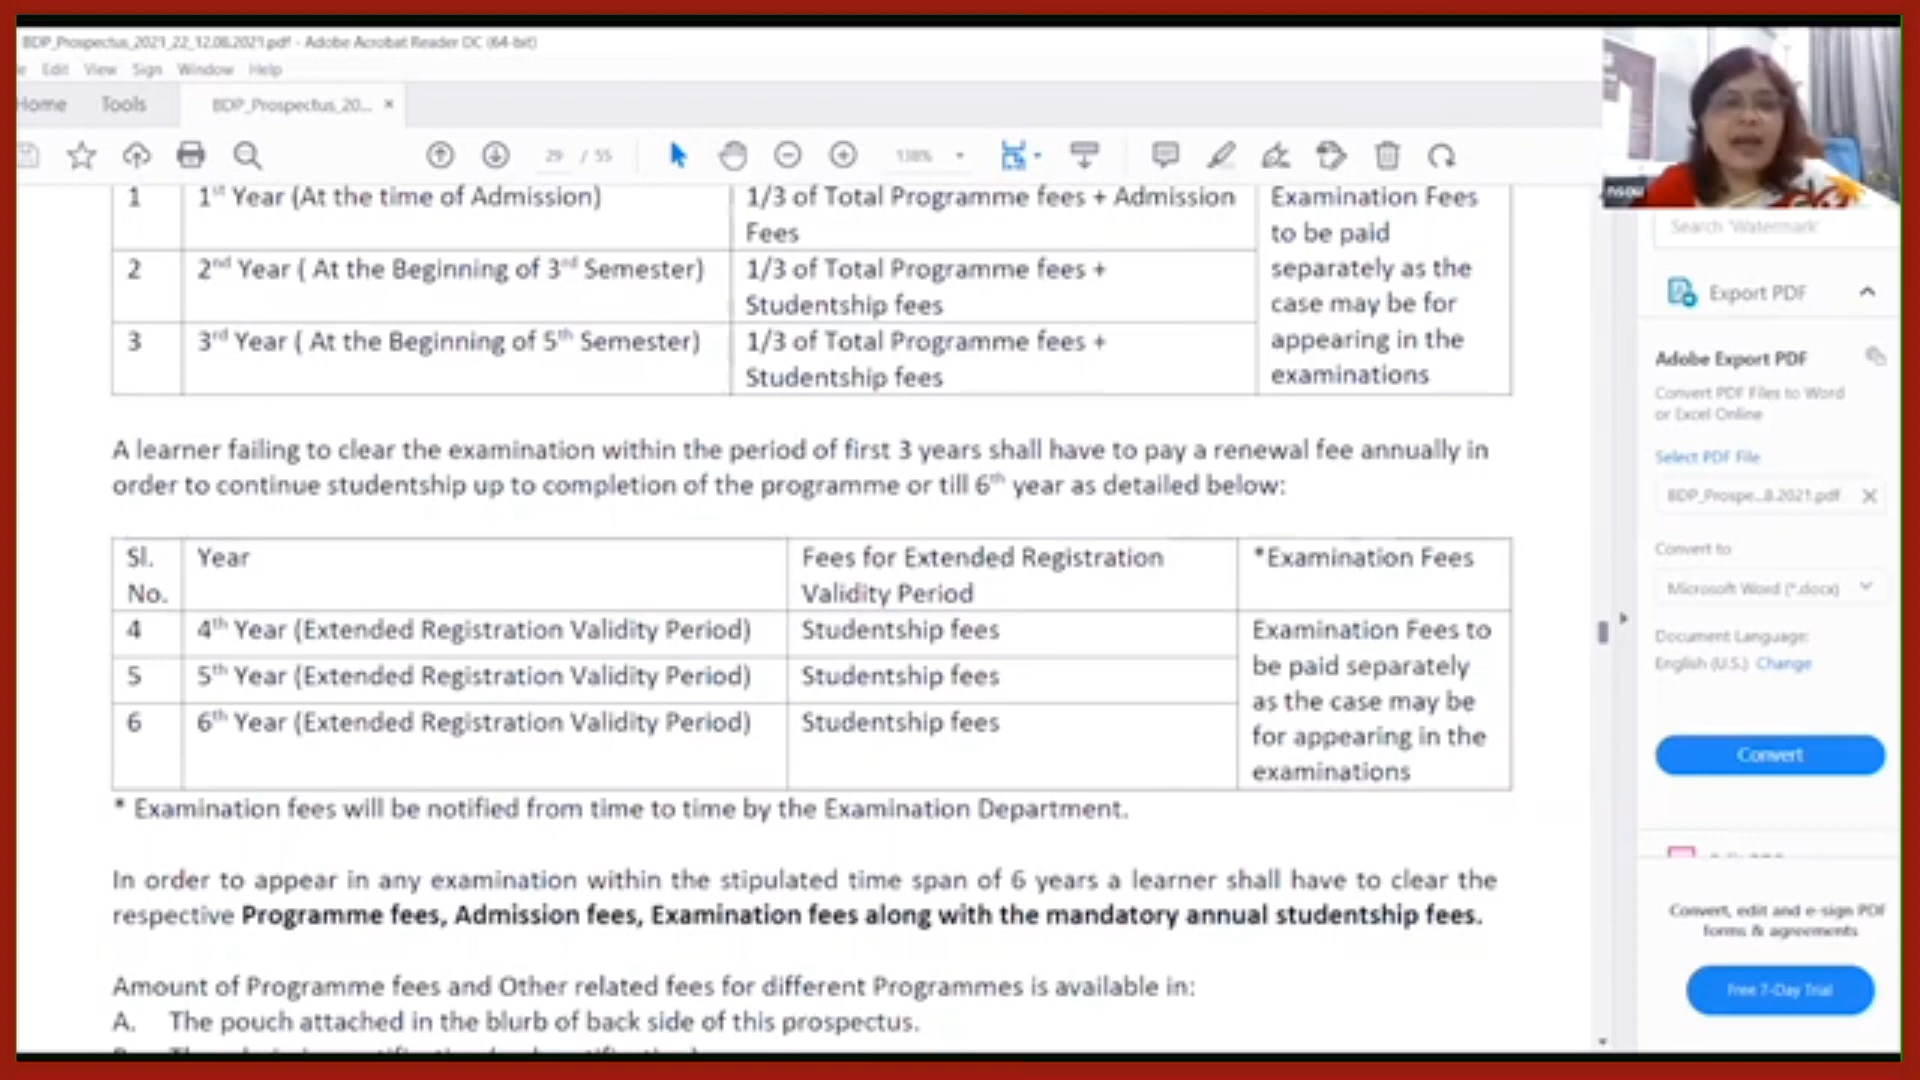 BDP_Prospectus_2021_22_12.08.2021.pdf - Adobe Acrobat Reader DC (64-bit)
Edit View Sign Window Help
Home Tools BDP_Prospectus_20... ×
29 / 55 138%
nsou
1 1st Year (At the time of Admission) 1/3 of Total Programme fees + Admission Fees
2 2nd Year ( At the Beginning of 3rd Semester) 1/3 of Total Programme fees + Studentship fees
3 3rd Year ( At the Beginning of 5th Semester) 1/3 of Total Programme fees + Studentship fees
Examination Fees
to be paid
separately as the
case may be for
appearing in the
examinations
A learner failing to clear the examination within the period of first 3 years shall have to pay a renewal fee annually in
order to continue studentship up to completion of the programme or till 6th year as detailed below:
Sl. No. Year Fees for Extended Registration Validity Period *Examination Fees
4 4th Year (Extended Registration Validity Period) Studentship fees
5 5th Year (Extended Registration Validity Period) Studentship fees
6 6th Year (Extended Registration Validity Period) Studentship fees
Examination Fees to
be paid separately
as the case may be
for appearing in the
examinations
* Examination fees will be notified from time to time by the Examination Department.
In order to appear in any examination within the stipulated time span of 6 years a learner shall have to clear the
respective Programme fees, Admission fees, Examination fees along with the mandatory annual studentship fees.
Amount of Programme fees and Other related fees for different Programmes is available in:
A. The pouch attached in the blurb of back side of this prospectus.
Search 'Watermark'
Export PDF
Adobe Export PDF
Convert PDF Files to Word
or Excel Online
Select PDF File
BDP_Prospe...8.2021.pdf ×
Convert to
Microsoft Word (*.docx)
Document Language:
English (U.S.) Change
Convert
Convert, edit and e-sign PDF
forms & agreements
Free 7-Day Trial